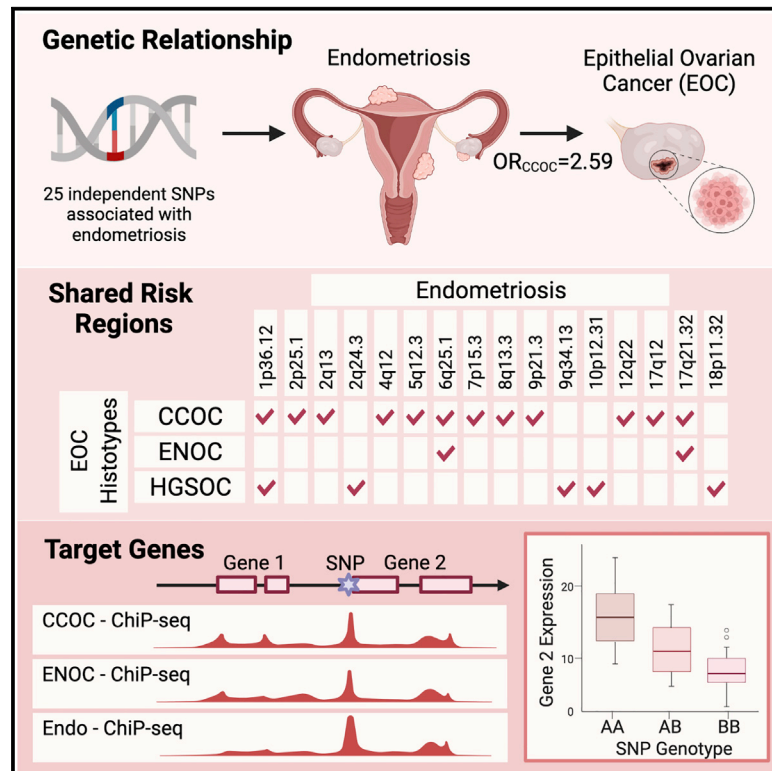 Genetic Relationship
25 independent SNPs
associated with
endometriosis
Endometriosis
OR_CCOC=2.59
Epithelial Ovarian
Cancer (EOC)
Shared Risk
Regions
Endometriosis
1p36.12
2p25.1
2q13
2q24.3
4q12
5q12.3
6q25.1
7p15.3
8q13.3
9p21.3
9q34.13
10p12.31
12q22
17q12
17q21.32
18p11.32
EOC
Histotypes
CCOC
ENOC
HGSOC
Target Genes
Gene 1
SNP
Gene 2
CCOC - ChiP-seq
ENOC - ChiP-seq
Endo - ChiP-seq
Gene 2 Expression
20
10
0
AA
AB
BB
SNP Genotype